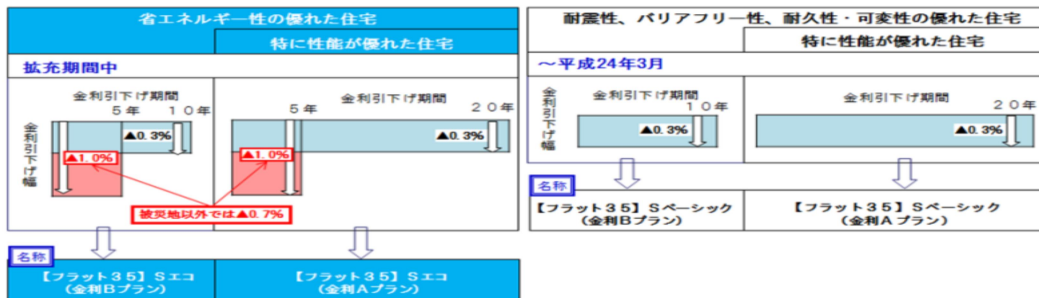 省エネルギー性の優れた住宅
特に性能が優れた住宅
拡充期間中
金利引下げ期間
5年 10年
金利引下げ幅
▲0.3%
▲1.0%
金利引下げ期間
5年 20年
▲0.3%
▲1.0%
被災地以外では▲0.7%
名称
【フラット35】Sエコ
(金利Bプラン)
【フラット35】Sエコ
(金利Aプラン)
耐震性、バリアフリー性、耐久性・可変性の優れた住宅
特に性能が優れた住宅
～平成24年3月
金利引下げ期間
10年
金利引下げ幅
▲0.3%
金利引下げ期間
20年
▲0.3%
名称
【フラット35】Sベーシック
(金利Bプラン)
【フラット35】Sベーシック
(金利Aプラン)